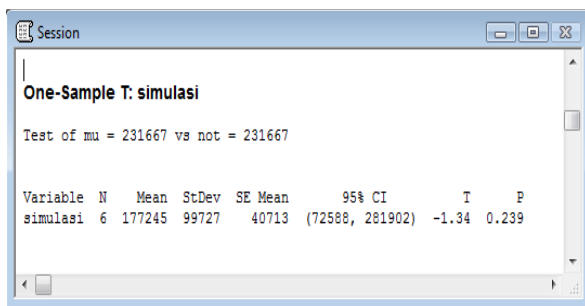 Session
One-Sample T: simulasi
Test of mu = 231667 vs not = 231667
Variable N Mean StDev SE Mean 95% CI T P
simulasi 6 177245 99727 40713 (72588, 281902) -1.34 0.239